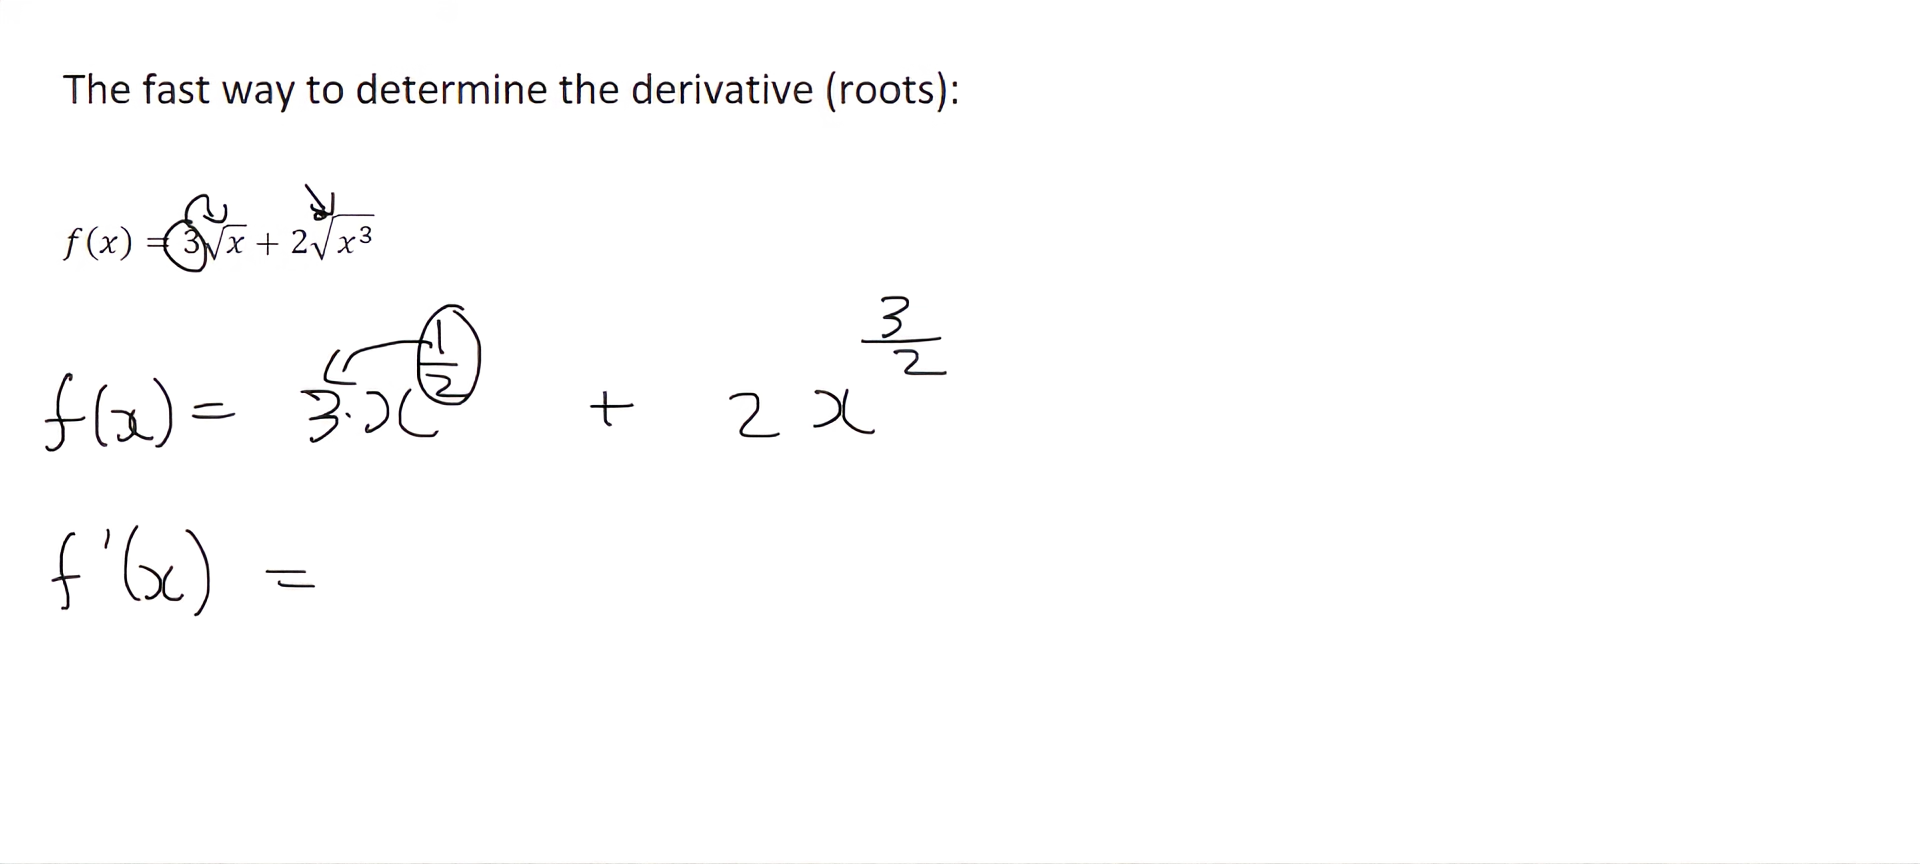 The fast way to determine the derivative (roots):
f(x) = 3√x + 2√x³
f(x) = 3·x^(1/2) + 2x^(3/2)
f'(x) =